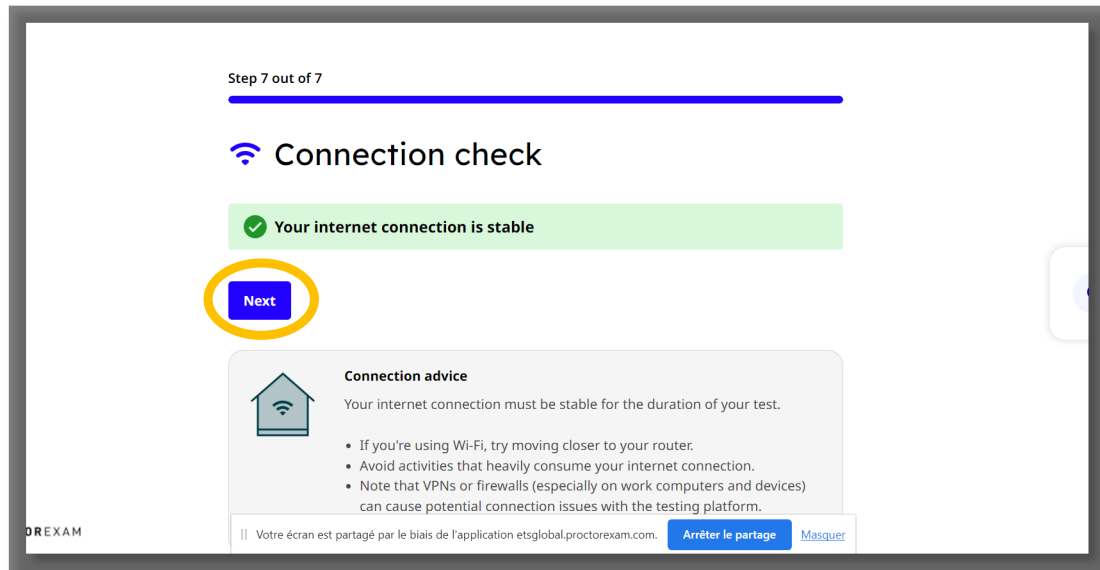 Step 7 out of 7
Connection check
Your internet connection is stable
Next
Connection advice
Your internet connection must be stable for the duration of your test.
• If you're using Wi-Fi, try moving closer to your router.
• Avoid activities that heavily consume your internet connection.
• Note that VPNs or firewalls (especially on work computers and devices)
can cause potential connection issues with the testing platform.
OREXAM
Votre écran est partagé par le biais de l'application etsglobal.proctorexam.com. Arrêter le partage Masquer